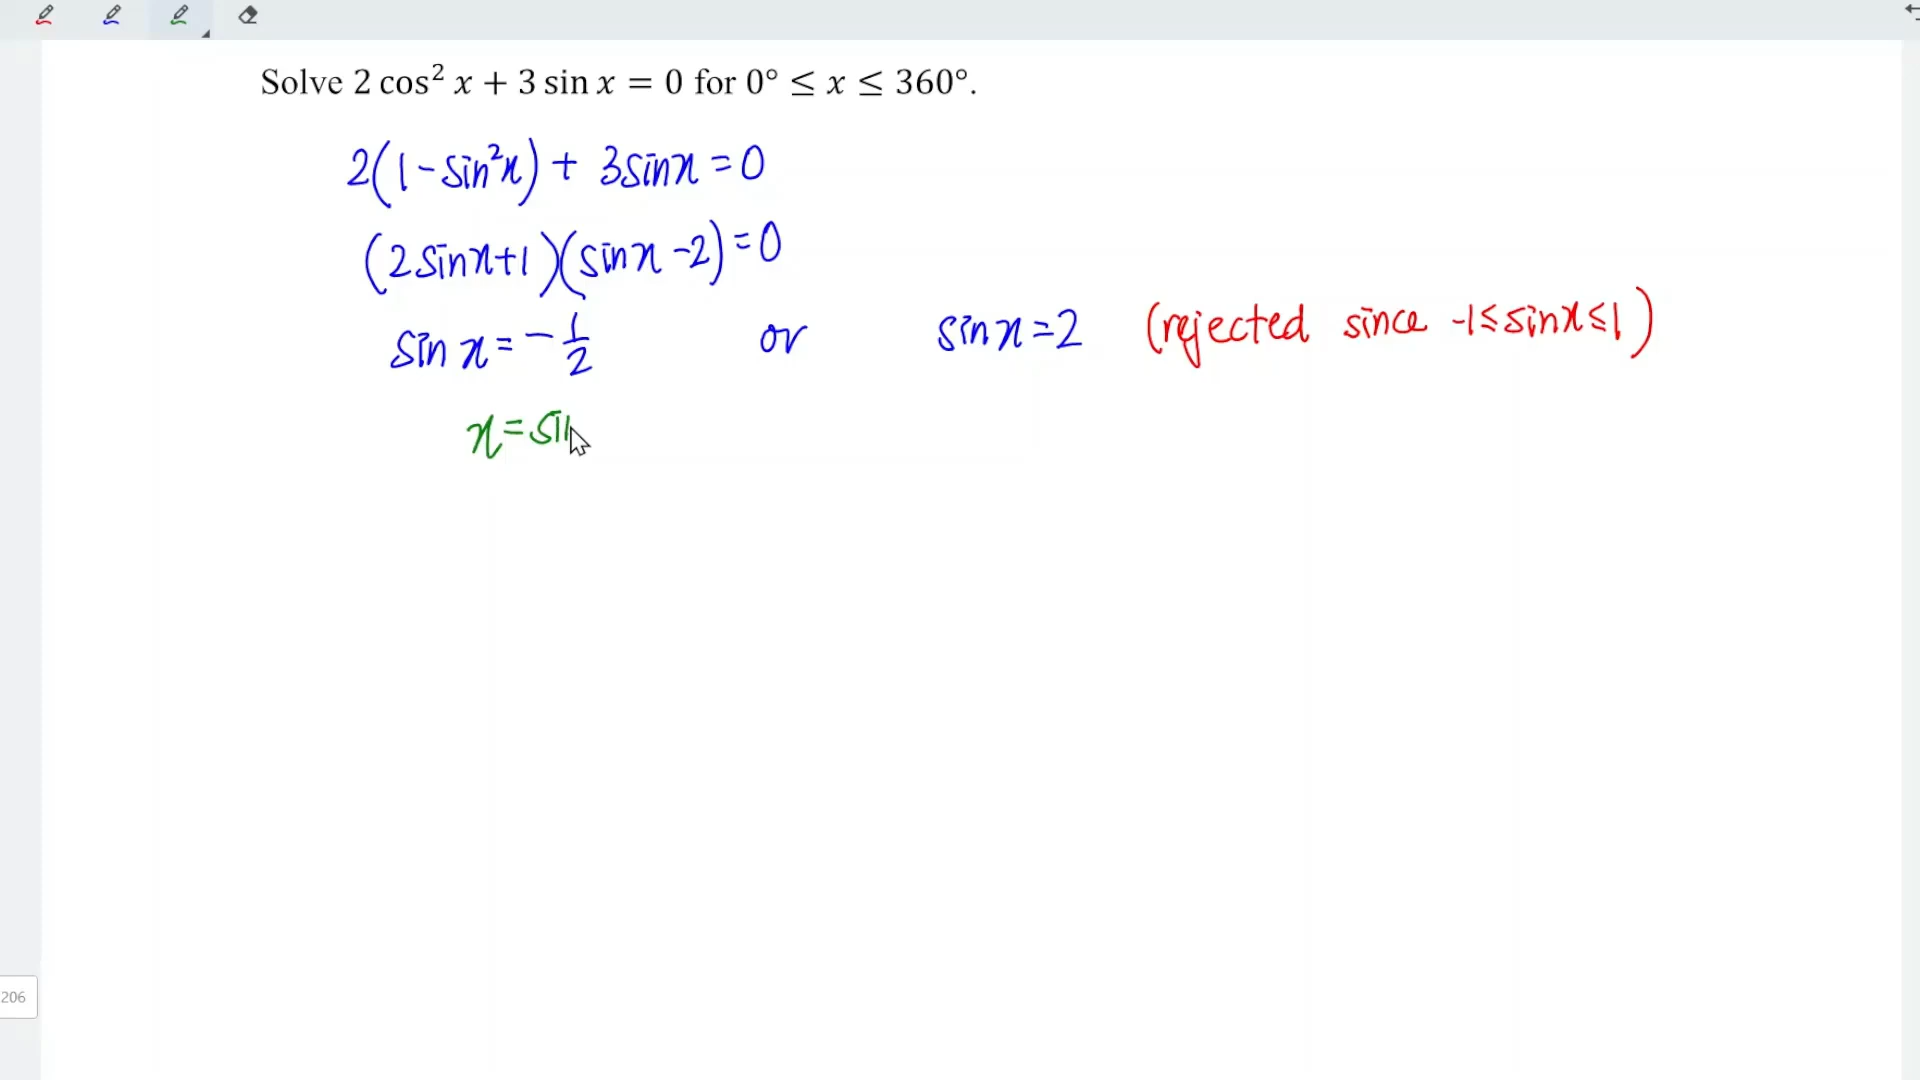 Solve 2 cos² x + 3 sin x = 0 for 0° ≤ x ≤ 360°.
2(1-sin²x) + 3sinx = 0
(2sinx+1)(sinx-2)=0
sin x = -1/2 or sinx=2 (rejected since -1≤sinx≤1)
x=sin
206